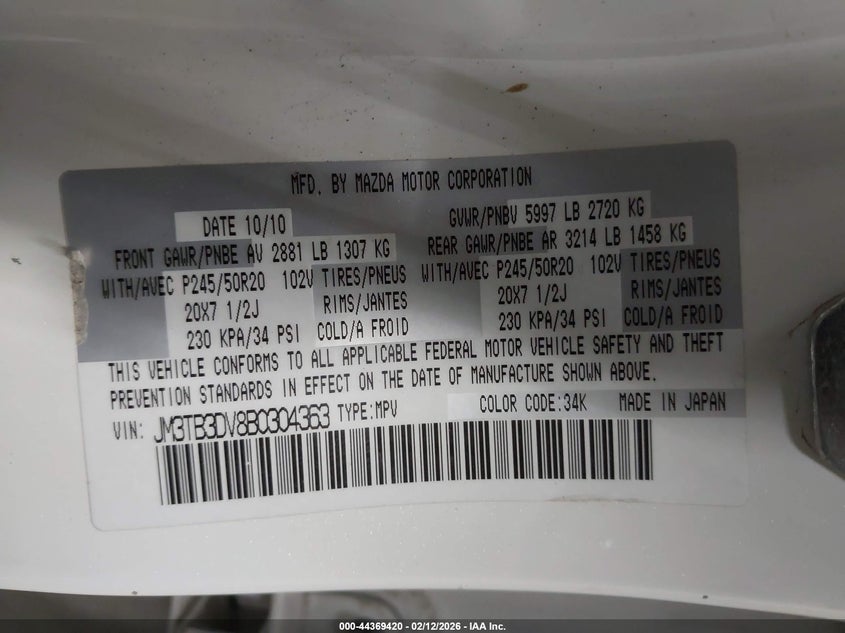 MFD. BY MAZDA MOTOR CORPORATION
DATE 10/10 GVWR/PNBV 5997 LB 2720 KG
FRONT GAWR/PNBE AV 2881 LB 1307 KG REAR GAWR/PNBE AR 3214 LB 1458 KG
WITH/AVEC P245/50R20 102V TIRES/PNEUS WITH/AVEC P245/50R20 102V TIRES/PNEUS
20X7 1/2J RIMS/JANTES 20X7 1/2J RIMS/JANTES
230 KPA/34 PSI COLD/A FROID 230 KPA/34 PSI COLD/A FROID
THIS VEHICLE CONFORMS TO ALL APPLICABLE FEDERAL MOTOR VEHICLE SAFETY AND THEFT
PREVENTION STANDARDS IN EFFECT ON THE DATE OF MANUFACTURE SHOWN ABOVE.
VIN: JM3TB3DV8B0304363 TYPE:MPV COLOR CODE:34K MADE IN JAPAN
000-44369420 - 02/12/2026 - IAA Inc.